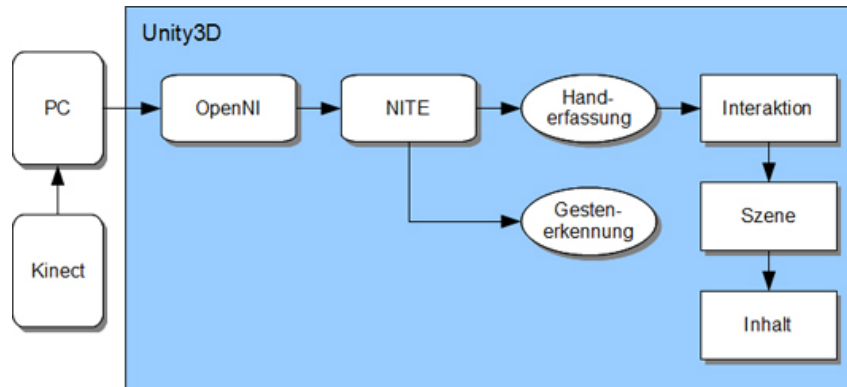 Unity3D
PC
OpenNI
NITE
Hand-
erfassung
Interaktion
Kinect
Gesten-
erkennung
Szene
Inhalt